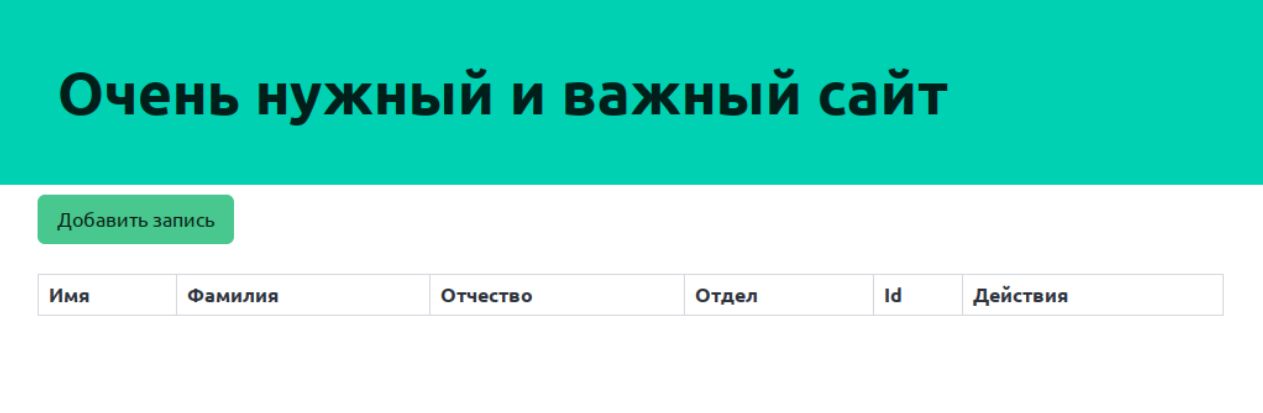 Очень нужный и важный сайт
Добавить запись
Имя Фамилия Отчество Отдел Id Действия